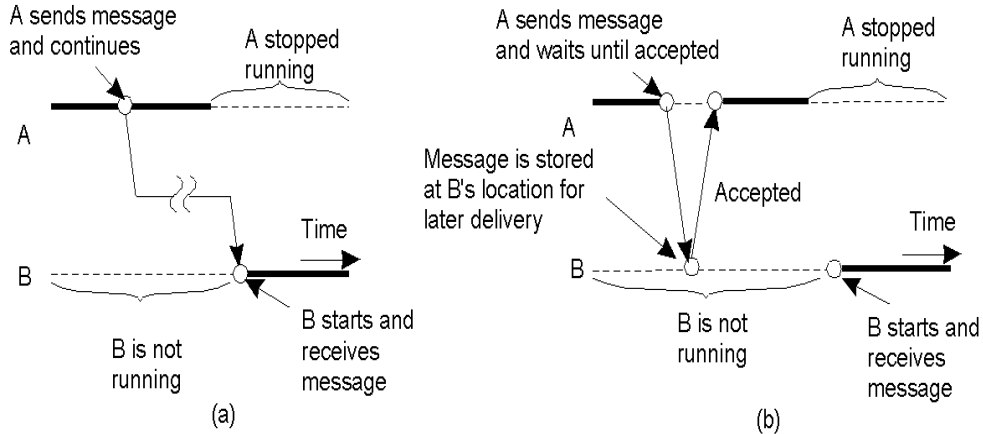 A sends message
and continues
A stopped
running
A
Time
B
B is not
running
B starts and
receives
message
(a)
A sends message
and waits until accepted
A stopped
running
A
Message is stored
at B's location for
later delivery
Accepted
Time
B
B is not
running
B starts and
receives
message
(b)